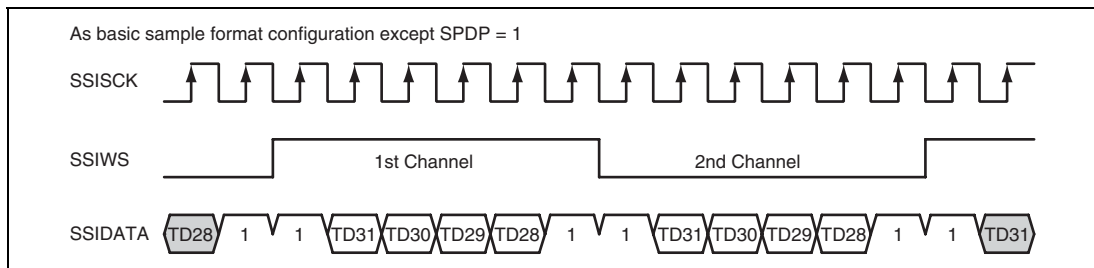 As basic sample format configuration except SPDP = 1
SSISCK
SSIWS 1st Channel 2nd Channel
SSIDATA TD28 1 1 TD31 TD30 TD29 TD28 1 1 TD31 TD30 TD29 TD28 1 1 TD31